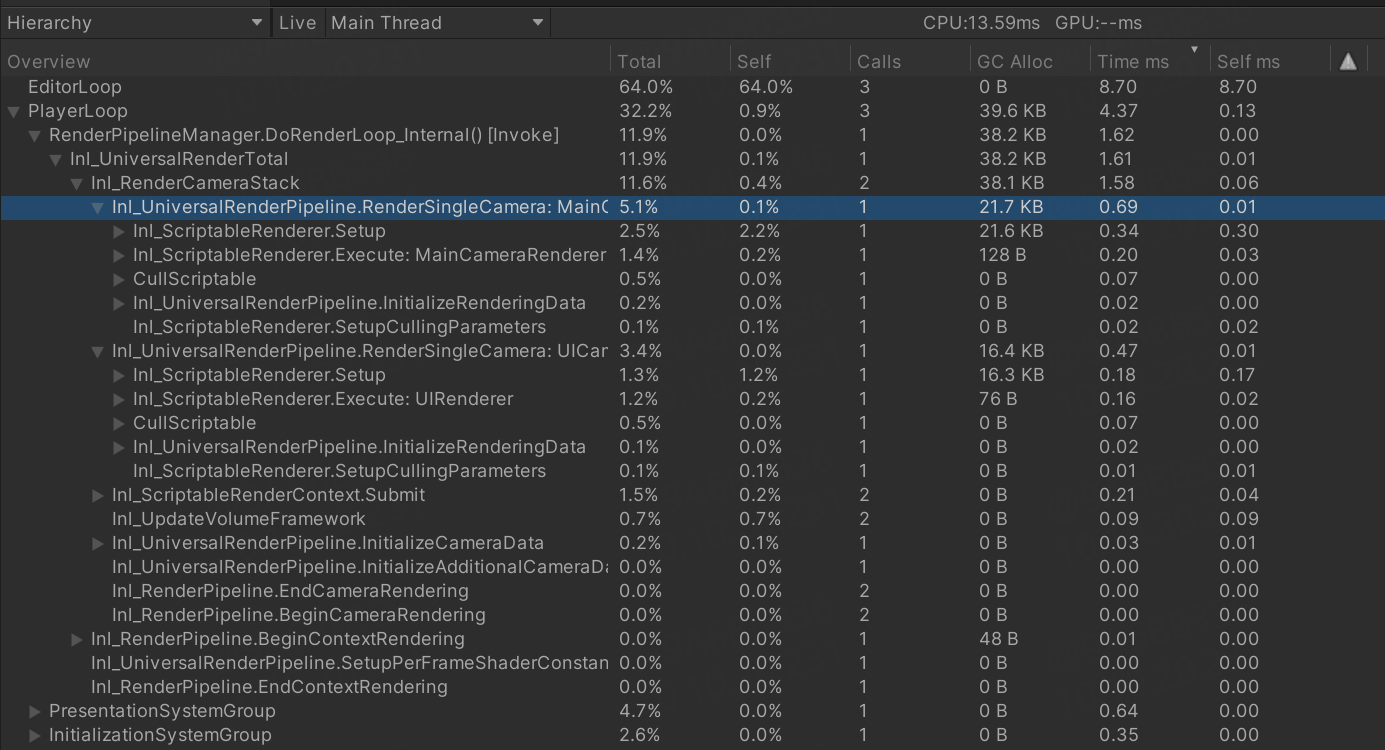 Hierarchy Live Main Thread CPU:13.59ms GPU:--ms
Overview Total Self Calls GC Alloc Time ms Self ms
EditorLoop 64.0% 64.0% 3 0 B 8.70 8.70
PlayerLoop 32.2% 0.9% 3 39.6 KB 4.37 0.13
RenderPipelineManager.DoRenderLoop_Internal() [Invoke] 11.9% 0.0% 1 38.2 KB 1.62 0.00
Inl_UniversalRenderTotal 11.9% 0.1% 1 38.2 KB 1.61 0.01
Inl_RenderCameraStack 11.6% 0.4% 2 38.1 KB 1.58 0.06
Inl_UniversalRenderPipeline.RenderSingleCamera: MainC 5.1% 0.1% 1 21.7 KB 0.69 0.01
Inl_ScriptableRenderer.Setup 2.5% 2.2% 1 21.6 KB 0.34 0.30
Inl_ScriptableRenderer.Execute: MainCameraRenderer 1.4% 0.2% 1 128 B 0.20 0.03
CullScriptable 0.5% 0.0% 1 0 B 0.07 0.00
Inl_UniversalRenderPipeline.InitializeRenderingData 0.2% 0.0% 1 0 B 0.02 0.00
Inl_ScriptableRenderer.SetupCullingParameters 0.1% 0.1% 1 0 B 0.02 0.02
Inl_UniversalRenderPipeline.RenderSingleCamera: UICar 3.4% 0.0% 1 16.4 KB 0.47 0.01
Inl_ScriptableRenderer.Setup 1.3% 1.2% 1 16.3 KB 0.18 0.17
Inl_ScriptableRenderer.Execute: UIRenderer 1.2% 0.2% 1 76 B 0.16 0.02
CullScriptable 0.5% 0.0% 1 0 B 0.07 0.00
Inl_UniversalRenderPipeline.InitializeRenderingData 0.1% 0.0% 1 0 B 0.02 0.00
Inl_ScriptableRenderer.SetupCullingParameters 0.1% 0.1% 1 0 B 0.01 0.01
Inl_ScriptableRenderContext.Submit 1.5% 0.2% 2 0 B 0.21 0.04
Inl_UpdateVolumeFramework 0.7% 0.7% 2 0 B 0.09 0.09
Inl_UniversalRenderPipeline.InitializeCameraData 0.2% 0.1% 1 0 B 0.03 0.01
Inl_UniversalRenderPipeline.InitializeAdditionalCameraDa 0.0% 0.0% 1 0 B 0.00 0.00
Inl_RenderPipeline.EndCameraRendering 0.0% 0.0% 2 0 B 0.00 0.00
Inl_RenderPipeline.BeginCameraRendering 0.0% 0.0% 2 0 B 0.00 0.00
Inl_RenderPipeline.BeginContextRendering 0.0% 0.0% 1 48 B 0.01 0.00
Inl_UniversalRenderPipeline.SetupPerFrameShaderConstan 0.0% 0.0% 1 0 B 0.00 0.00
Inl_RenderPipeline.EndContextRendering 0.0% 0.0% 1 0 B 0.00 0.00
PresentationSystemGroup 4.7% 0.0% 1 0 B 0.64 0.00
InitializationSystemGroup 2.6% 0.0% 1 0 B 0.35 0.00